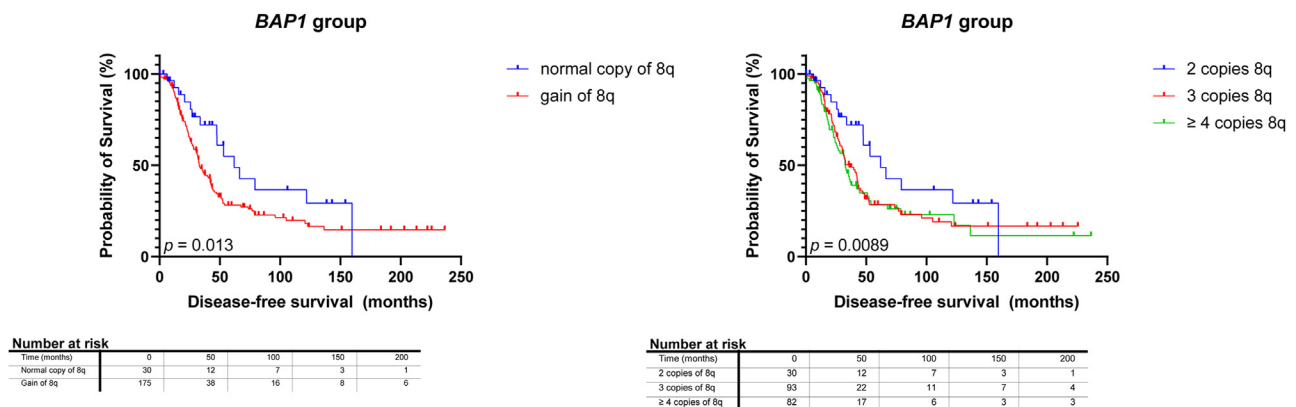 BAP1 group
normal copy of 8q
gain of 8q
Probability of Survival (%)
100
50
0
p = 0.013
0 50 100 150 200 250
Disease-free survival (months)
Number at risk
Time (months) 0 50 100 150 200
Normal copy of 8q 30 12 7 3 1
Gain of 8q 175 38 16 8 6
BAP1 group
2 copies 8q
3 copies 8q
≥ 4 copies 8q
Probability of Survival (%)
100
50
0
p = 0.0089
0 50 100 150 200 250
Disease-free survival (months)
Number at risk
Time (months) 0 50 100 150 200
2 copies of 8q 30 12 7 3 1
3 copies of 8q 93 22 11 7 4
≥ 4 copies of 8q 82 17 6 3 3